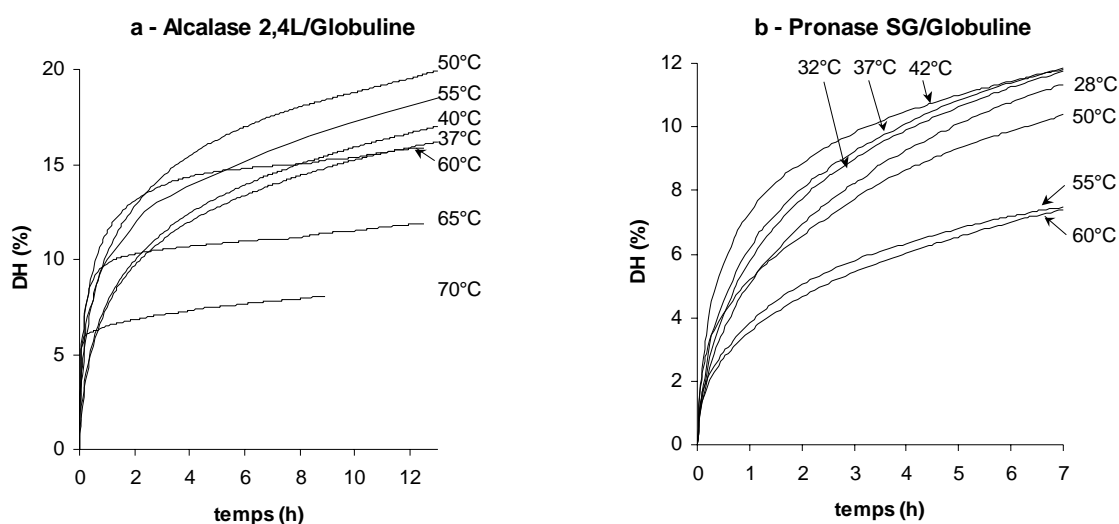 a - Alcalase 2,4L/Globuline
DH (%)
20
15
10
5
0
50°C
55°C
40°C
37°C
60°C
65°C
70°C
0 2 4 6 8 10 12
temps (h)
b - Pronase SG/Globuline
DH (%)
12
10
8
6
4
2
0
32°C 37°C 42°C
28°C
50°C
55°C
60°C
0 1 2 3 4 5 6 7
temps (h)